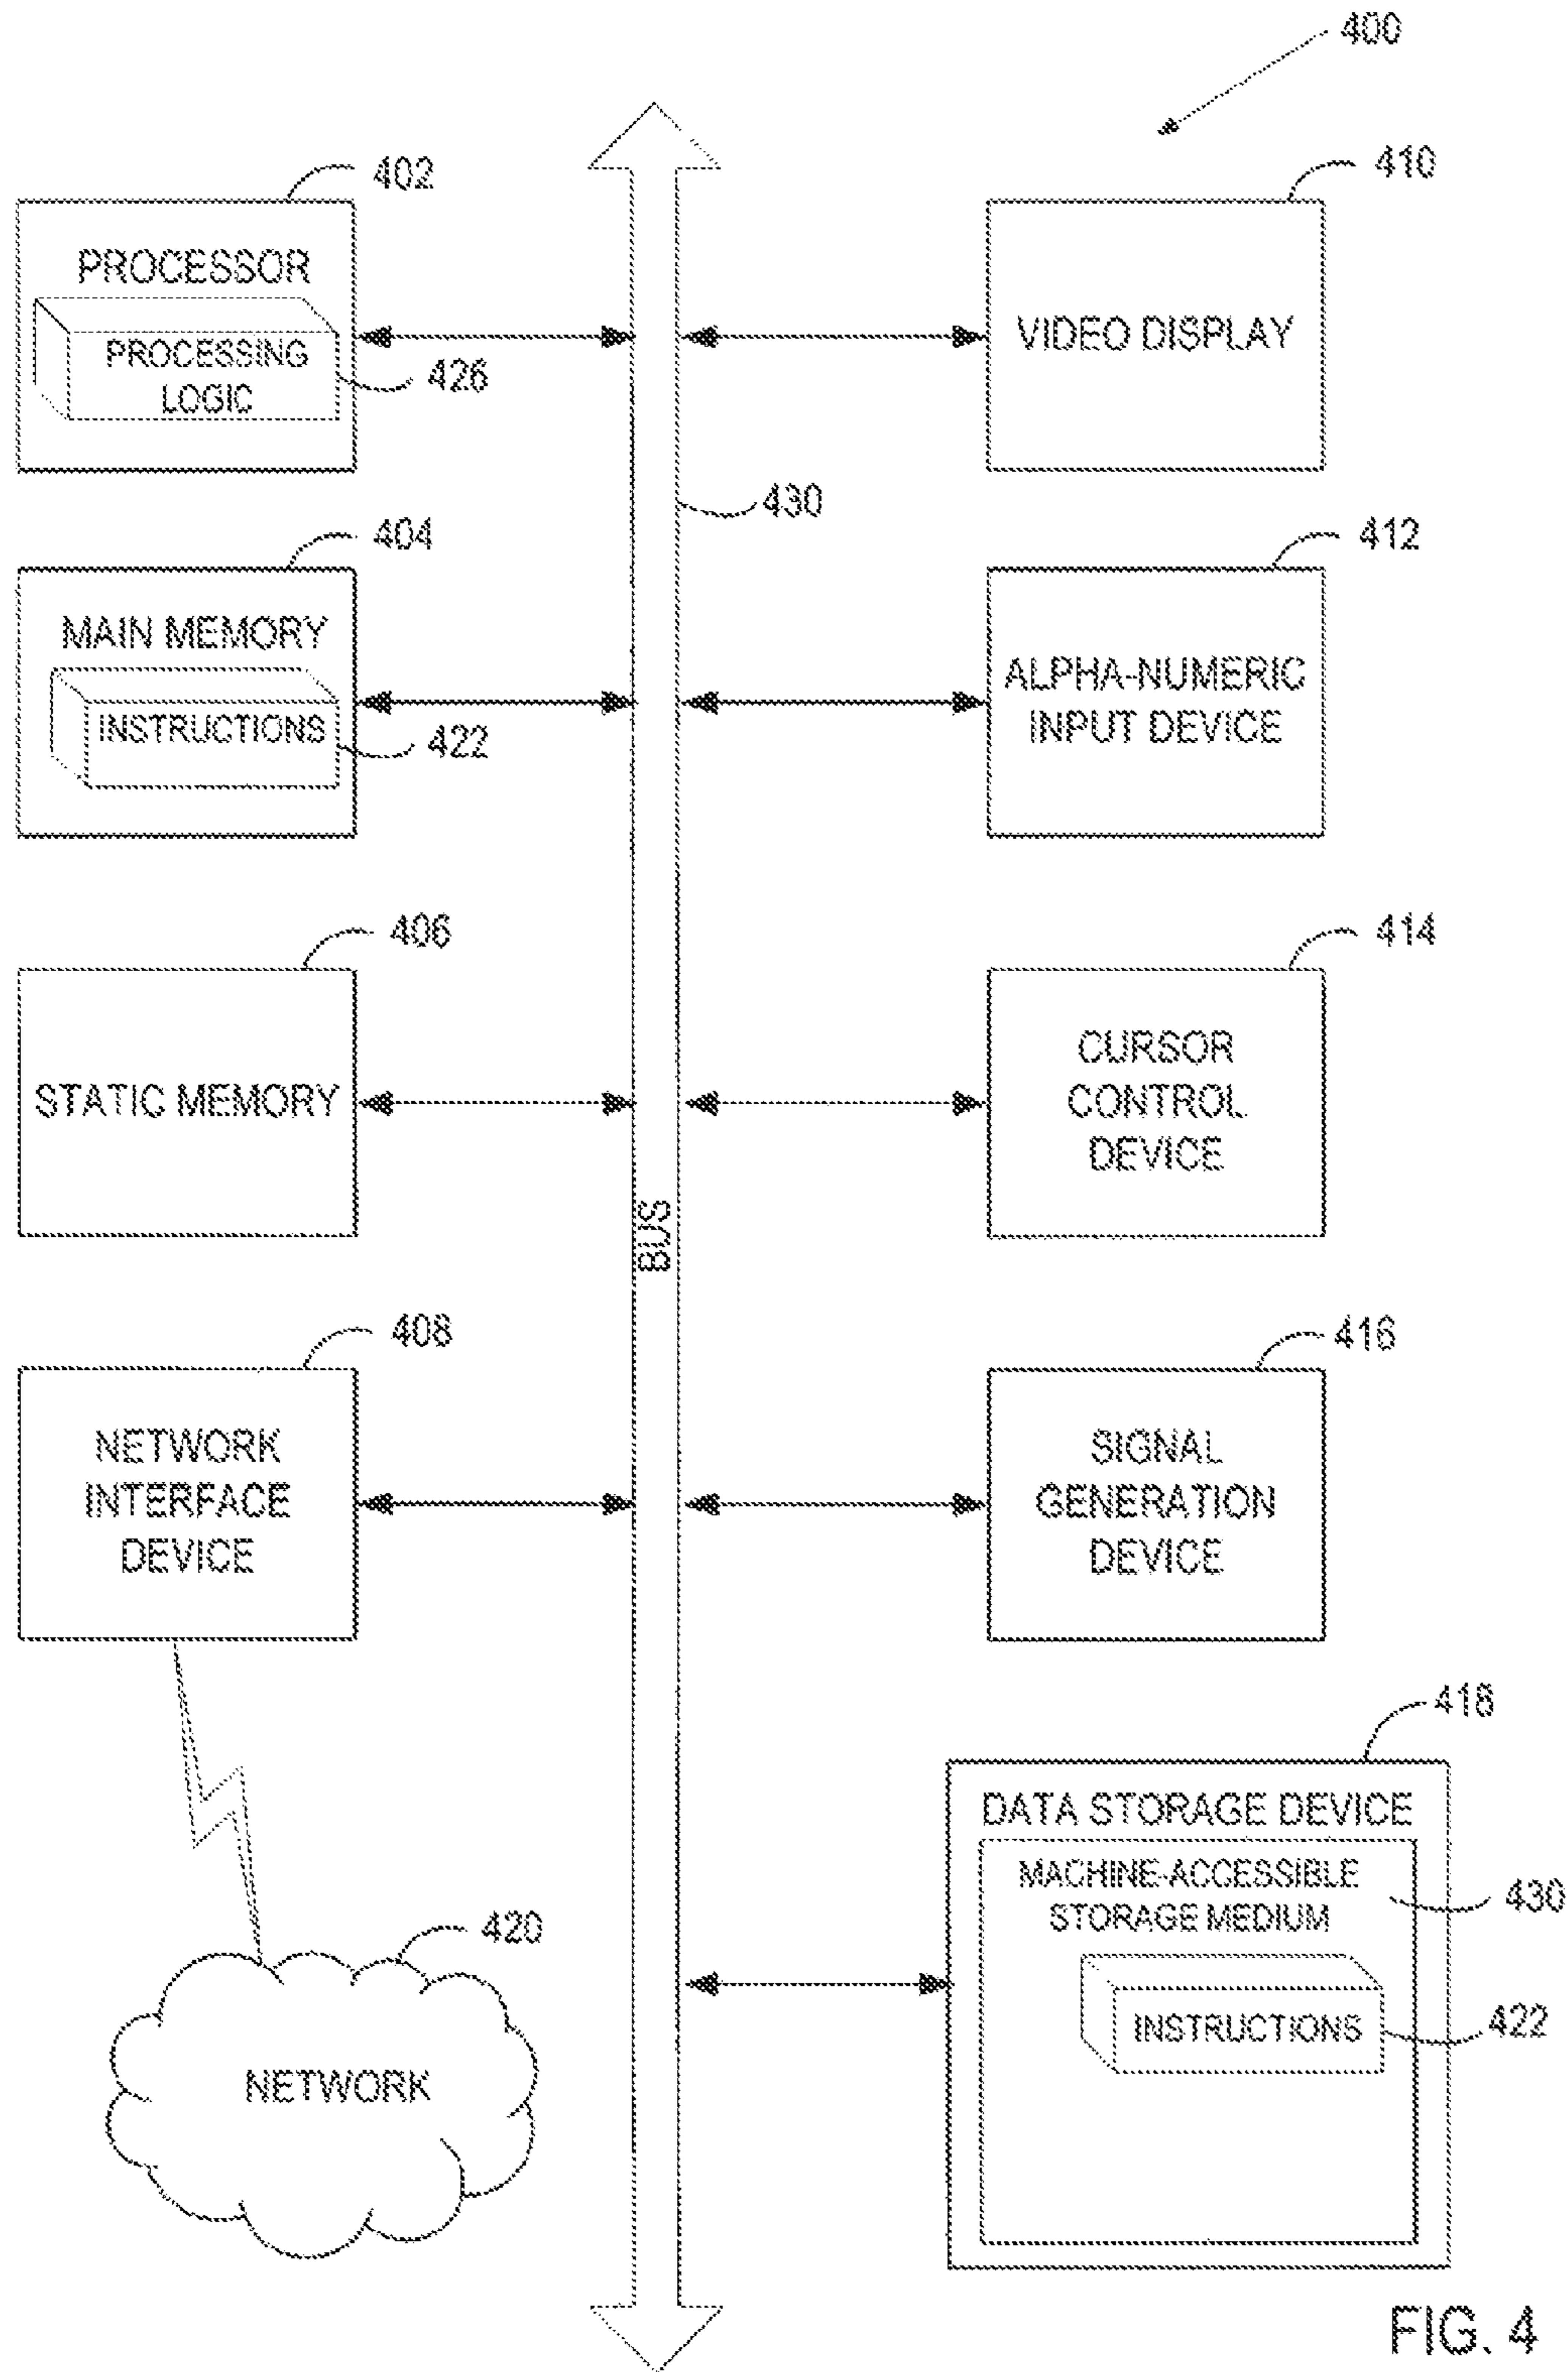 400
402
PROCESSOR
PROCESSING
LOGIC
426
410
VIDEO DISPLAY
430
404
MAIN MEMORY
INSTRUCTIONS
422
412
ALPHA-NUMERIC
INPUT DEVICE
406
STATIC MEMORY
414
CURSOR
CONTROL
DEVICE
BUS
408
NETWORK
INTERFACE
DEVICE
416
SIGNAL
GENERATION
DEVICE
418
DATA STORAGE DEVICE
MACHINE-ACCESSIBLE
STORAGE MEDIUM
430
INSTRUCTIONS
422
420
NETWORK
FIG. 4